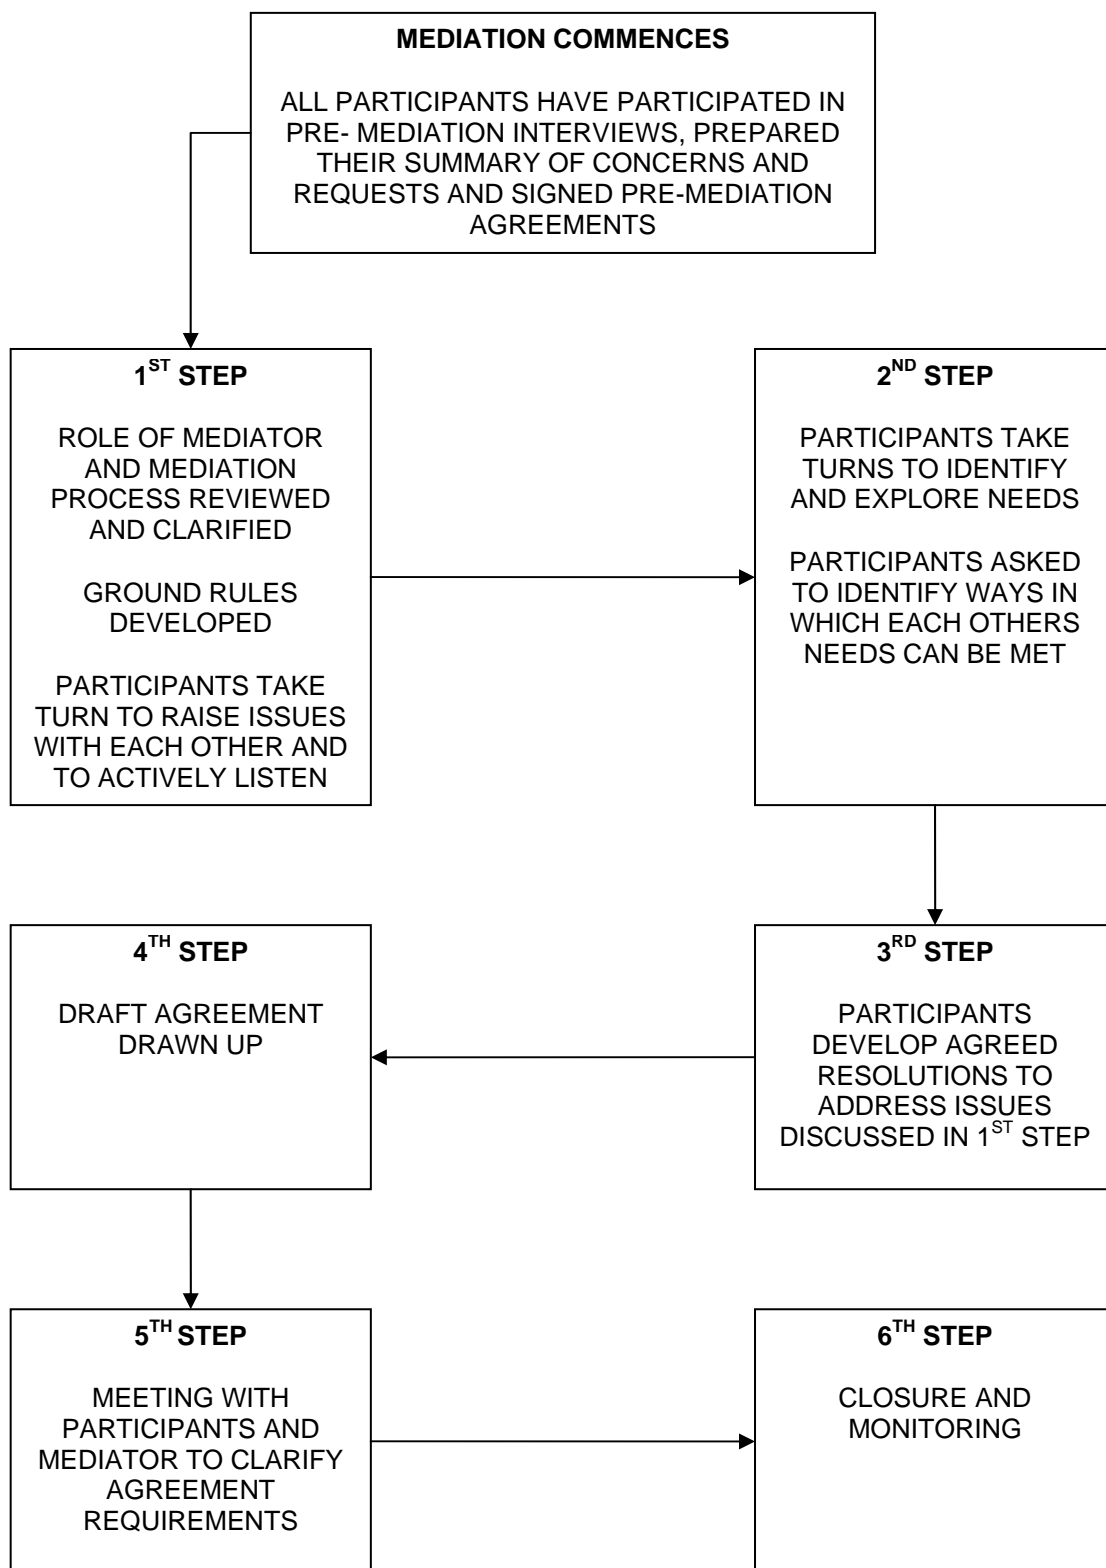 MEDIATION COMMENCES
ALL PARTICIPANTS HAVE PARTICIPATED IN
PRE- MEDIATION INTERVIEWS, PREPARED
THEIR SUMMARY OF CONCERNS AND
REQUESTS AND SIGNED PRE-MEDIATION
AGREEMENTS
1ST STEP
ROLE OF MEDIATOR
AND MEDIATION
PROCESS REVIEWED
AND CLARIFIED
GROUND RULES
DEVELOPED
PARTICIPANTS TAKE
TURN TO RAISE ISSUES
WITH EACH OTHER AND
TO ACTIVELY LISTEN
2ND STEP
PARTICIPANTS TAKE
TURNS TO IDENTIFY
AND EXPLORE NEEDS
PARTICIPANTS ASKED
TO IDENTIFY WAYS IN
WHICH EACH OTHERS
NEEDS CAN BE MET
3RD STEP
PARTICIPANTS
DEVELOP AGREED
RESOLUTIONS TO
ADDRESS ISSUES
DISCUSSED IN 1ST STEP
4TH STEP
DRAFT AGREEMENT
DRAWN UP
5TH STEP
MEETING WITH
PARTICIPANTS AND
MEDIATOR TO CLARIFY
AGREEMENT
REQUIREMENTS
6TH STEP
CLOSURE AND
MONITORING